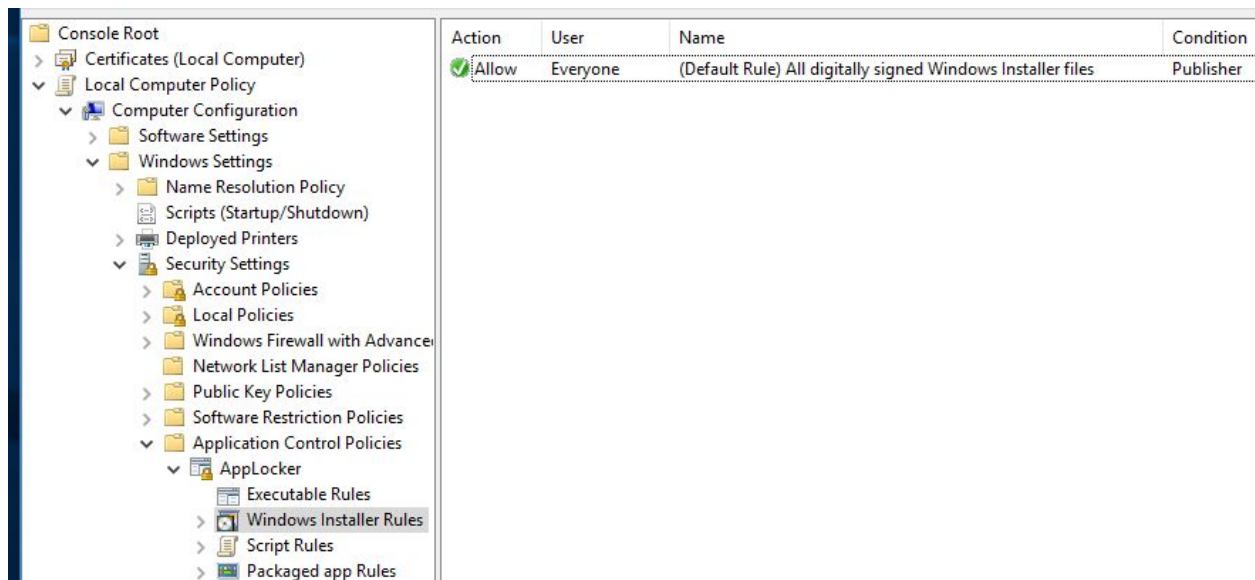 Console Root
Certificates (Local Computer)
Local Computer Policy
Computer Configuration
Software Settings
Windows Settings
Name Resolution Policy
Scripts (Startup/Shutdown)
Deployed Printers
Security Settings
Account Policies
Local Policies
Windows Firewall with Advance
Network List Manager Policies
Public Key Policies
Software Restriction Policies
Application Control Policies
AppLocker
Executable Rules
Windows Installer Rules
Script Rules
Packaged app Rules
Action User Name Condition
Allow Everyone (Default Rule) All digitally signed Windows Installer files Publisher